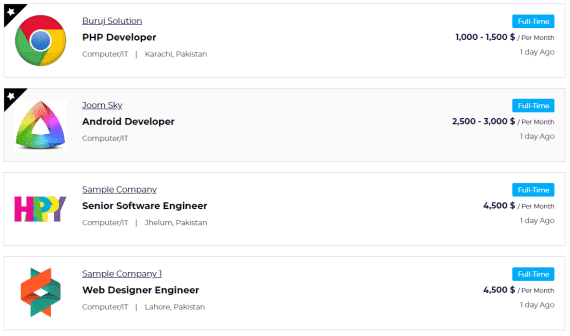 Buruj Solution
Full-Time
PHP Developer
1,000 - 1,500 $ / Per Month
Computer/IT | Karachi, Pakistan
1 day Ago
Joom Sky
Full-Time
Android Developer
2,500 - 3,000 $ / Per Month
Computer/IT
1 day Ago
Sample Company
Full-Time
HPPY
Senior Software Engineer
4,500 $ / Per Month
Computer/IT | Jhelum, Pakistan
1 day Ago
Sample Company 1
Full-Time
Web Designer Engineer
4,500 $ / Per Month
Computer/IT | Lahore, Pakistan
1 day Ago